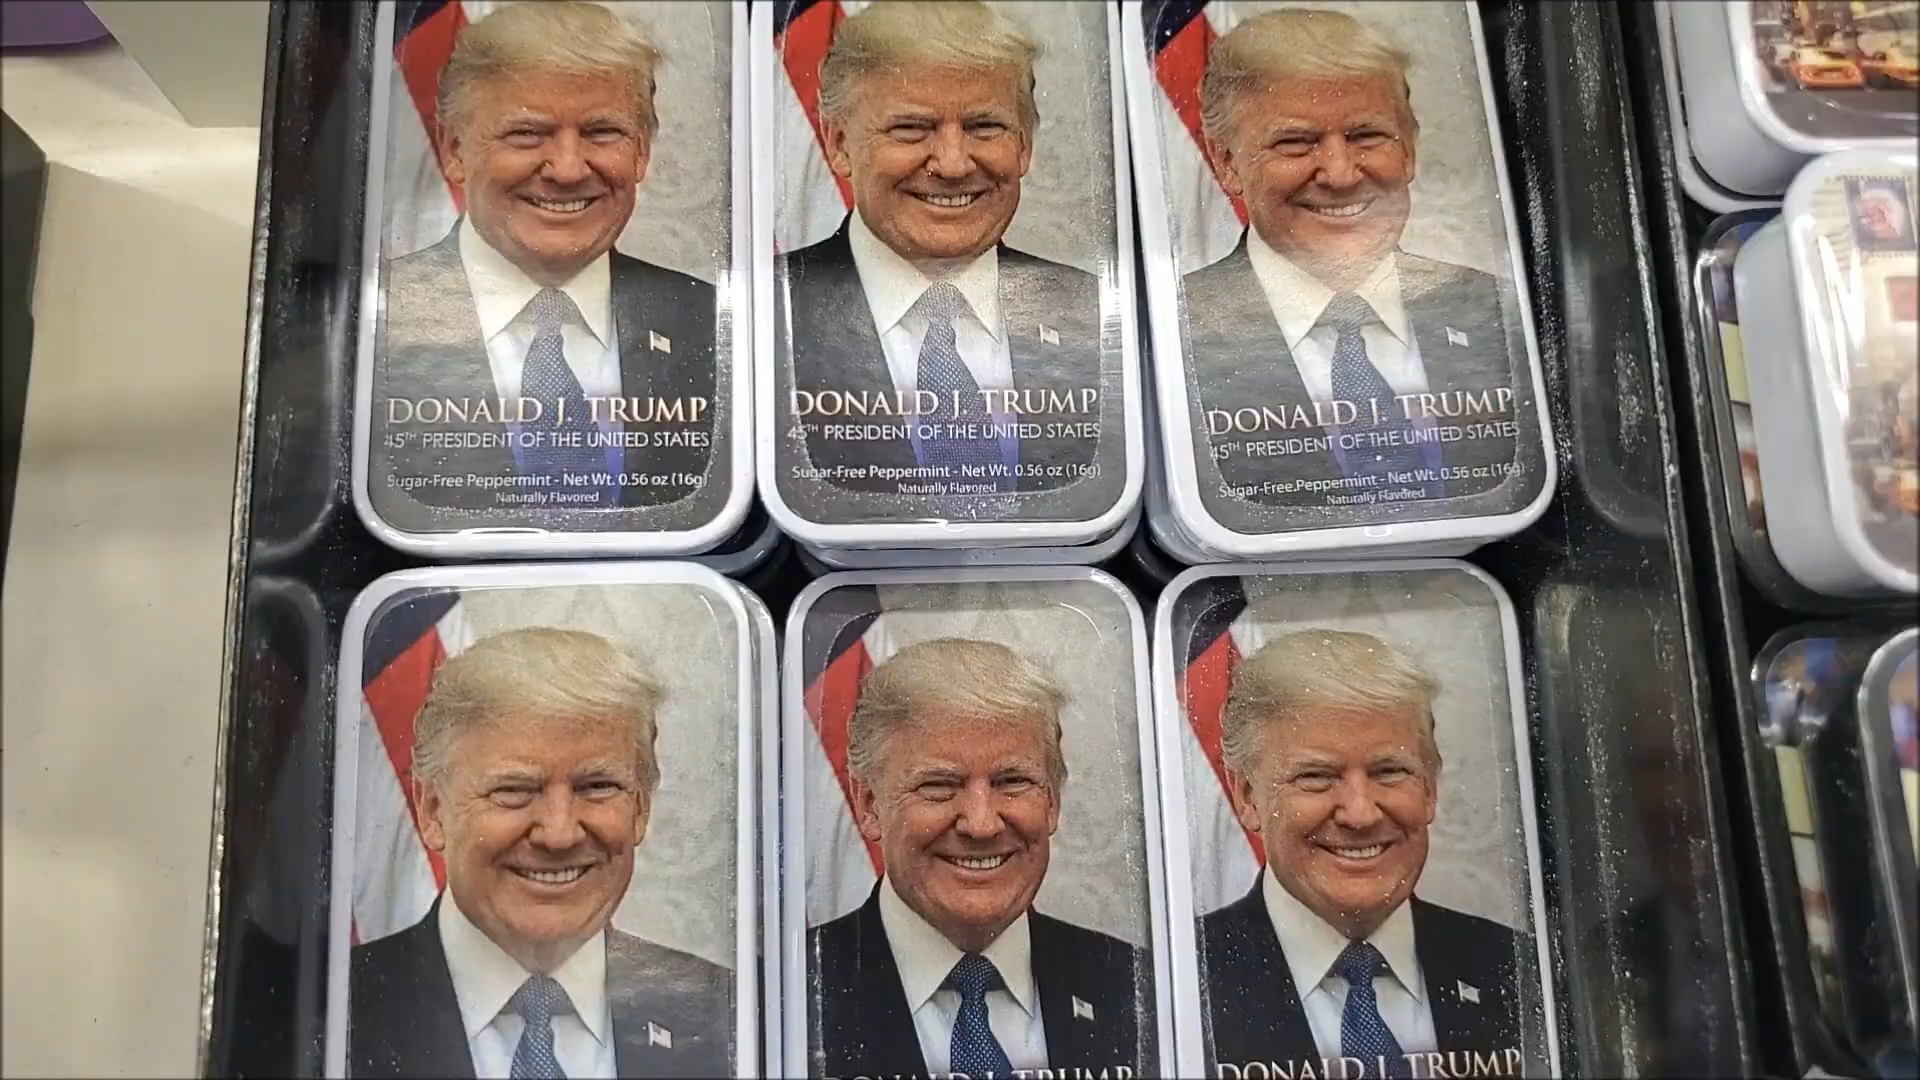 DONALD J. TRUMP
45TH PRESIDENT OF THE UNITED STATES
Sugar-Free Peppermint - Net Wt. 0.56 oz (16g)
Naturally Flavored
DONALD J. TRUMP
45TH PRESIDENT OF THE UNITED STATES
Sugar-Free Peppermint - Net Wt. 0.56 oz (16g)
Naturally Flavored
DONALD J. TRUMP
45TH PRESIDENT OF THE UNITED STATES
Sugar-Free Peppermint - Net Wt. 0.56 oz (16g)
Naturally Flavored
DONALD J. TRUMP
DONALD J. TRUMP